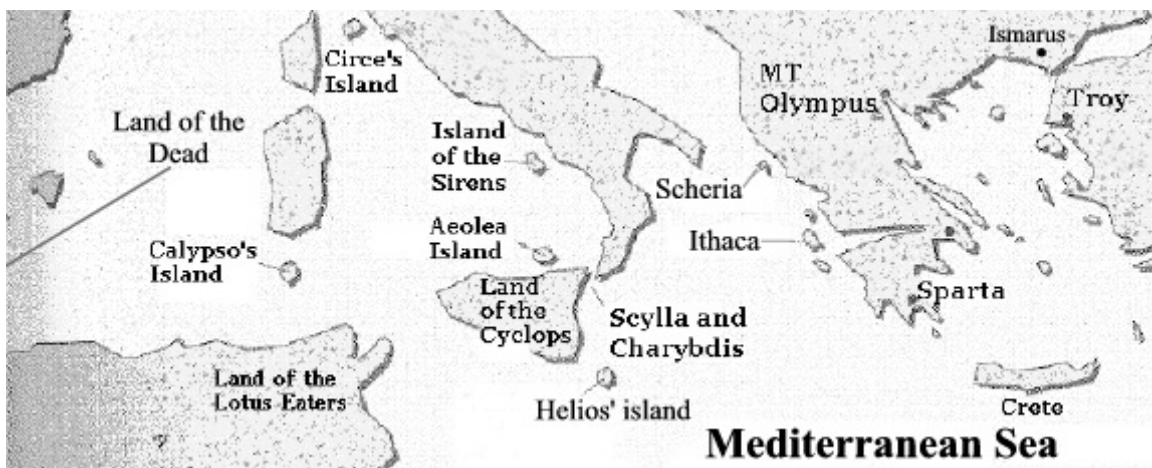 Ismarus
MT
Olympus
Troy
Circe's
Island
Land of the
Dead
Island
of the
Sirens
Scheria
Aeolea
Island
Ithaca
Calypso's
Island
Land
of the
Cyclops
Sparta
Scylla and
Charybdis
Land of the
Lotus Eaters
Helios' island
Crete
Mediterranean Sea